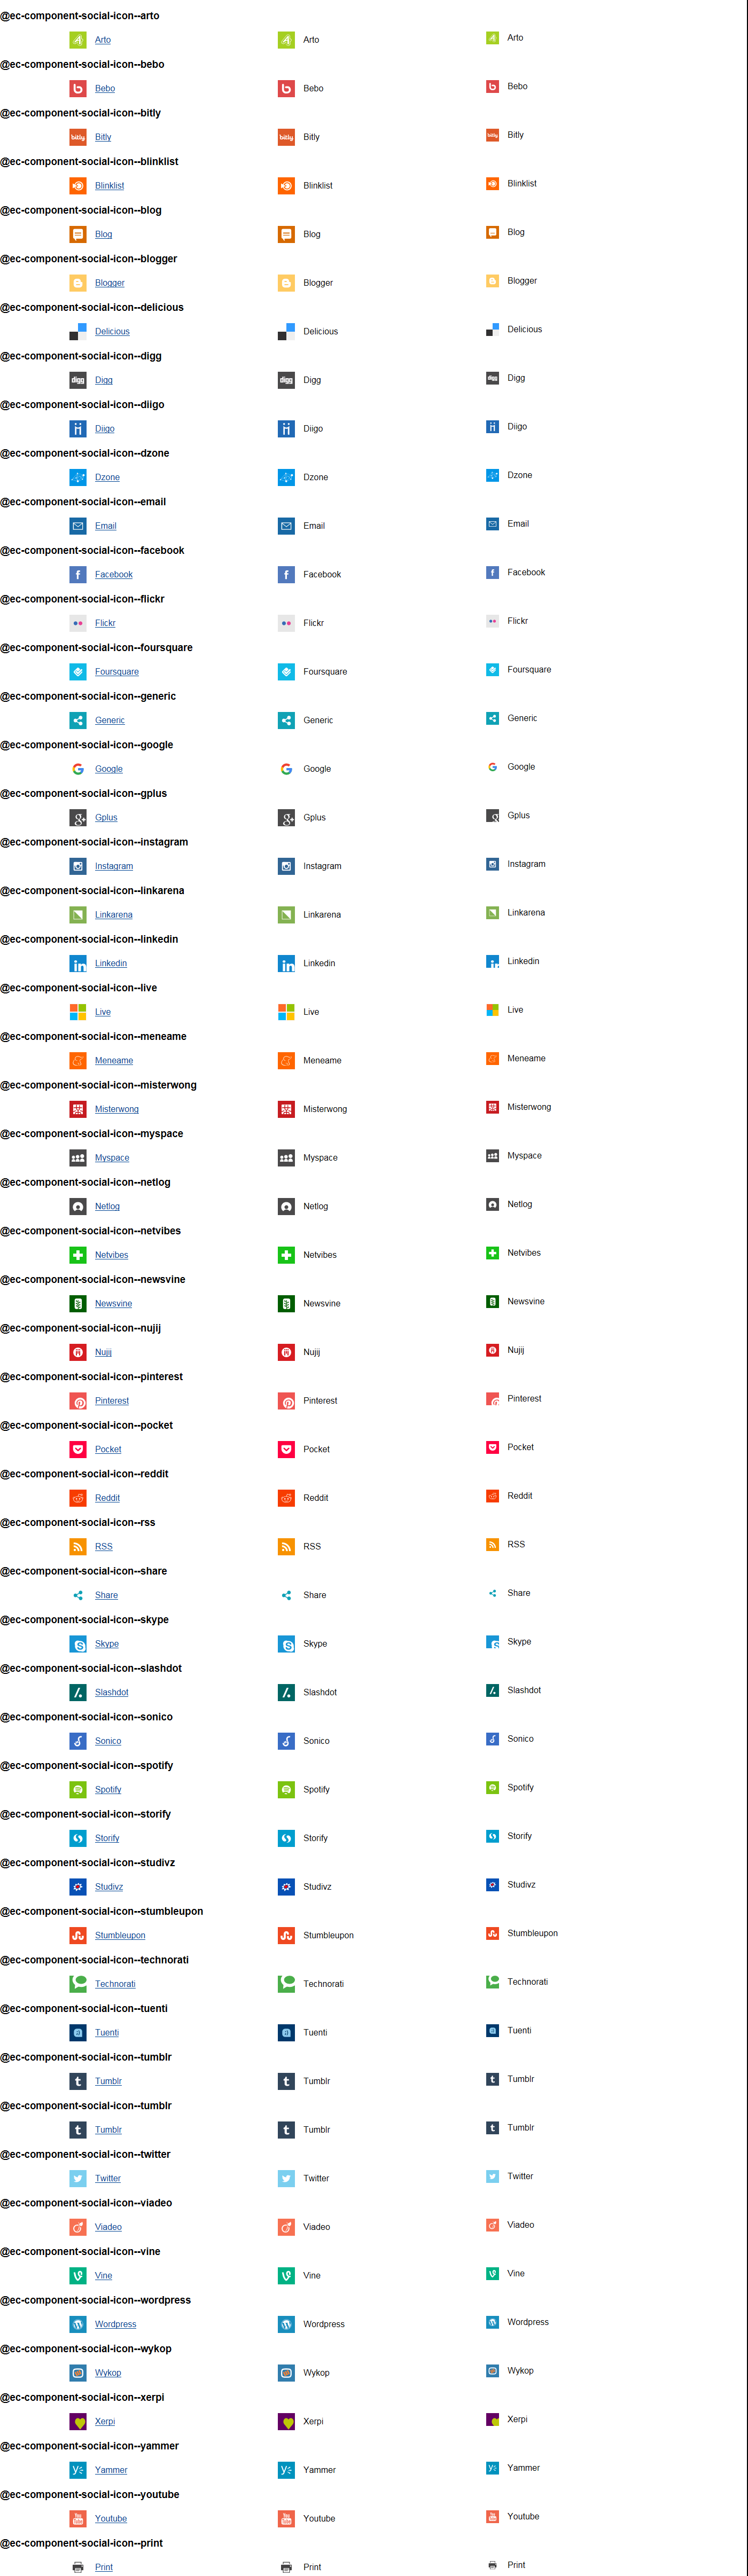 @ec-component-social-icon--arto
Arto Arto Arto
@ec-component-social-icon--bebo
Bebo Bebo Bebo
@ec-component-social-icon--bitly
Bitly Bitly Bitly
@ec-component-social-icon--blinklist
Blinklist Blinklist Blinklist
@ec-component-social-icon--blog
Blog Blog Blog
@ec-component-social-icon--blogger
Blogger Blogger Blogger
@ec-component-social-icon--delicious
Delicious Delicious Delicious
@ec-component-social-icon--digg
Digg Digg Digg
@ec-component-social-icon--diigo
Diigo Diigo Diigo
@ec-component-social-icon--dzone
Dzone Dzone Dzone
@ec-component-social-icon--email
Email Email Email
@ec-component-social-icon--facebook
Facebook Facebook Facebook
@ec-component-social-icon--flickr
Flickr Flickr Flickr
@ec-component-social-icon--foursquare
Foursquare Foursquare Foursquare
@ec-component-social-icon--generic
Generic Generic Generic
@ec-component-social-icon--google
Google Google Google
@ec-component-social-icon--gplus
Gplus Gplus Gplus
@ec-component-social-icon--instagram
Instagram Instagram Instagram
@ec-component-social-icon--linkarena
Linkarena Linkarena Linkarena
@ec-component-social-icon--linkedin
Linkedin Linkedin Linkedin
@ec-component-social-icon--live
Live Live Live
@ec-component-social-icon--meneame
Meneame Meneame Meneame
@ec-component-social-icon--misterwong
Misterwong Misterwong Misterwong
@ec-component-social-icon--myspace
Myspace Myspace Myspace
@ec-component-social-icon--netlog
Netlog Netlog Netlog
@ec-component-social-icon--netvibes
Netvibes Netvibes Netvibes
@ec-component-social-icon--newsvine
Newsvine Newsvine Newsvine
@ec-component-social-icon--nujij
Nujij Nujij Nujij
@ec-component-social-icon--pinterest
Pinterest Pinterest Pinterest
@ec-component-social-icon--pocket
Pocket Pocket Pocket
@ec-component-social-icon--reddit
Reddit Reddit Reddit
@ec-component-social-icon--rss
RSS RSS RSS
@ec-component-social-icon--share
Share Share Share
@ec-component-social-icon--skype
Skype Skype Skype
@ec-component-social-icon--slashdot
Slashdot Slashdot Slashdot
@ec-component-social-icon--sonico
Sonico Sonico Sonico
@ec-component-social-icon--spotify
Spotify Spotify Spotify
@ec-component-social-icon--storify
Storify Storify Storify
@ec-component-social-icon--studivz
Studivz Studivz Studivz
@ec-component-social-icon--stumbleupon
Stumbleupon Stumbleupon Stumbleupon
@ec-component-social-icon--technorati
Technorati Technorati Technorati
@ec-component-social-icon--tuenti
Tuenti Tuenti Tuenti
@ec-component-social-icon--tumblr
Tumblr Tumblr Tumblr
@ec-component-social-icon--tumblr
Tumblr Tumblr Tumblr
@ec-component-social-icon--twitter
Twitter Twitter Twitter
@ec-component-social-icon--viadeo
Viadeo Viadeo Viadeo
@ec-component-social-icon--vine
Vine Vine Vine
@ec-component-social-icon--wordpress
Wordpress Wordpress Wordpress
@ec-component-social-icon--wykop
Wykop Wykop Wykop
@ec-component-social-icon--xerpi
Xerpi Xerpi Xerpi
@ec-component-social-icon--yammer
Yammer Yammer Yammer
@ec-component-social-icon--youtube
Youtube Youtube Youtube
@ec-component-social-icon--print
Print Print Print